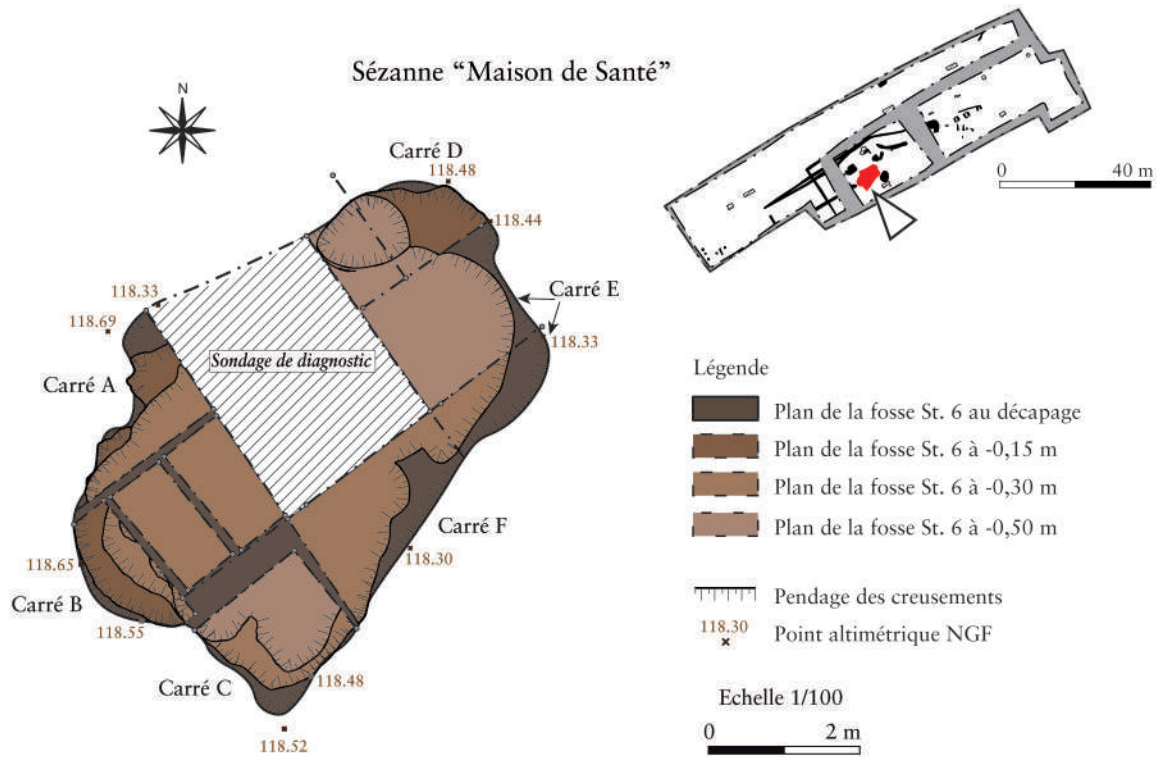 Sézanne “Maison de Santé”
N
0 40 m
Carré D
118.48
118.44
Carré E
118.33
118.33
118.69
Sondage de diagnostic
Carré A
Carré F
118.30
118.65
Carré B
118.55
Carré C
118.48
118.52
Légende
Plan de la fosse St. 6 au décapage
Plan de la fosse St. 6 à -0,15 m
Plan de la fosse St. 6 à -0,30 m
Plan de la fosse St. 6 à -0,50 m
Pendage des creusements
118.30
Point altimétrique NGF
Echelle 1/100
0 2 m